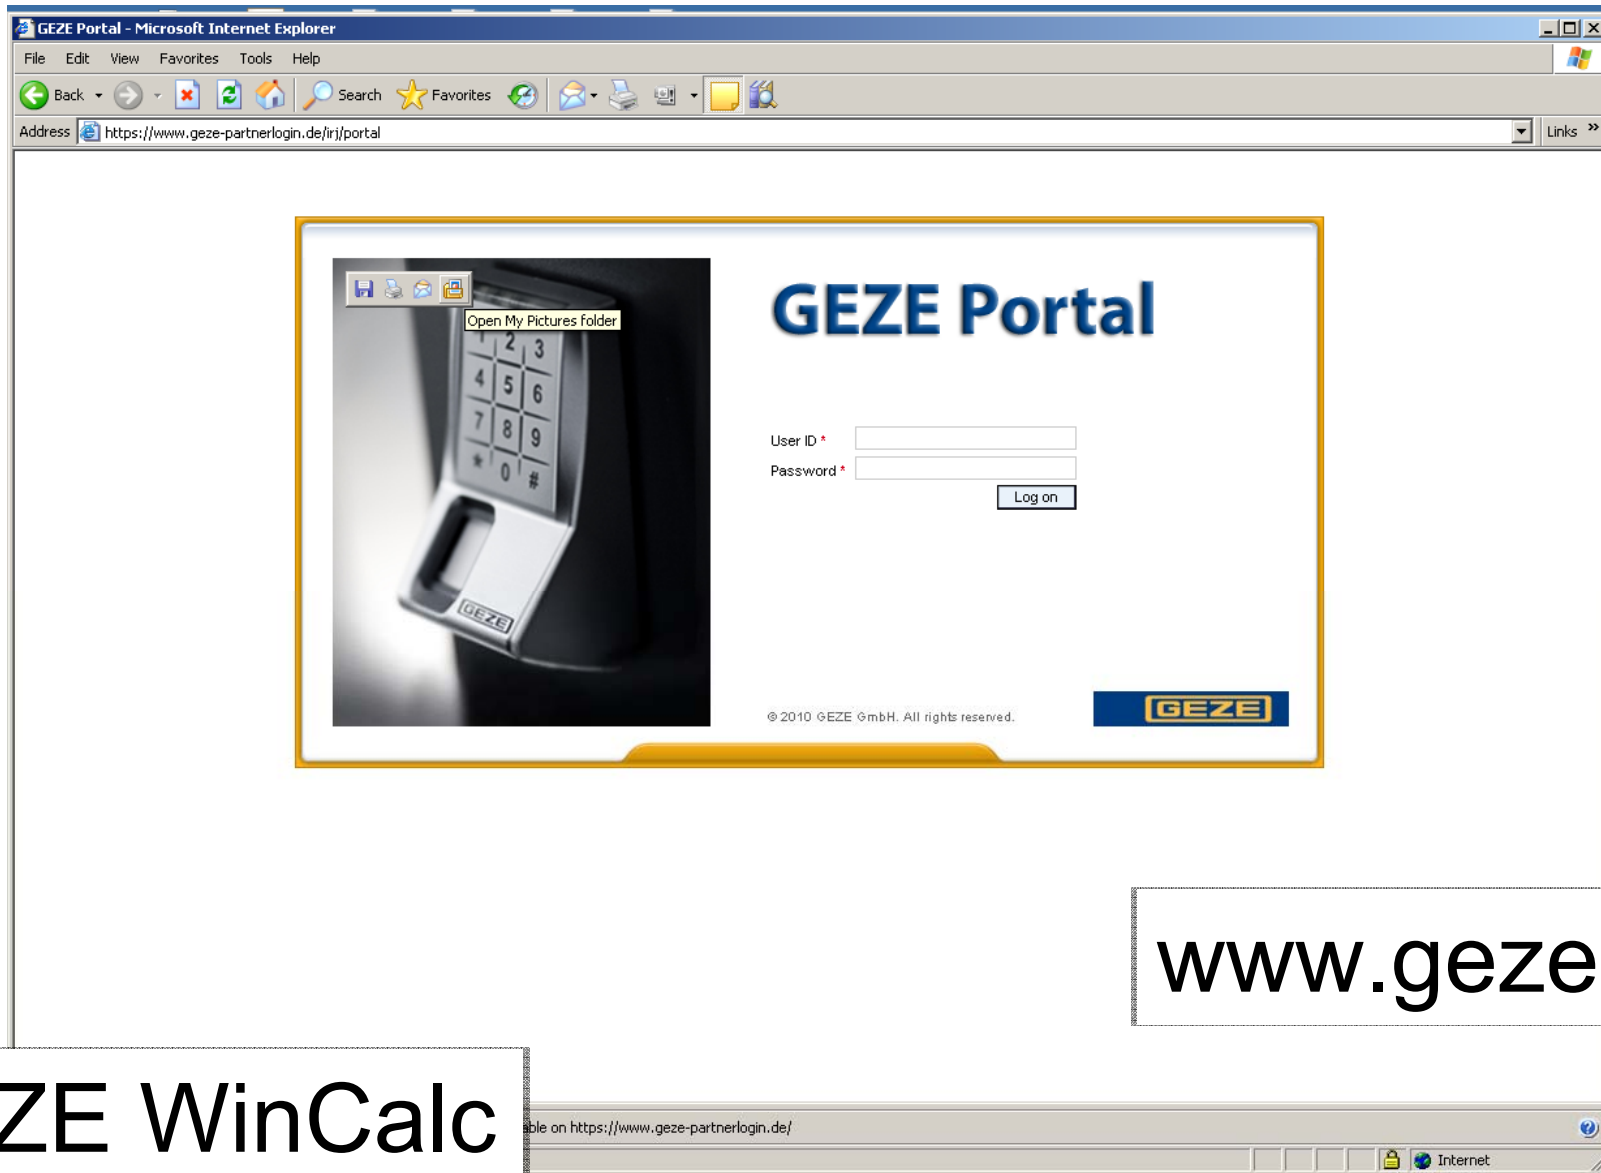 GEZE Portal - Microsoft Internet Explorer
File Edit View Favorites Tools Help
Back Search Favorites
Address https://www.geze-partnerlogin.de/irj/portal Links »
Open My Pictures folder
1 2 3
4 5 6
7 8 9
* 0 #
GEZE
GEZE Portal
User ID *
Password *
Log on
© 2010 GEZE GmbH. All rights reserved.
GEZE
www.geze
ZE WinCalc
able on https://www.geze-partnerlogin.de/
Internet